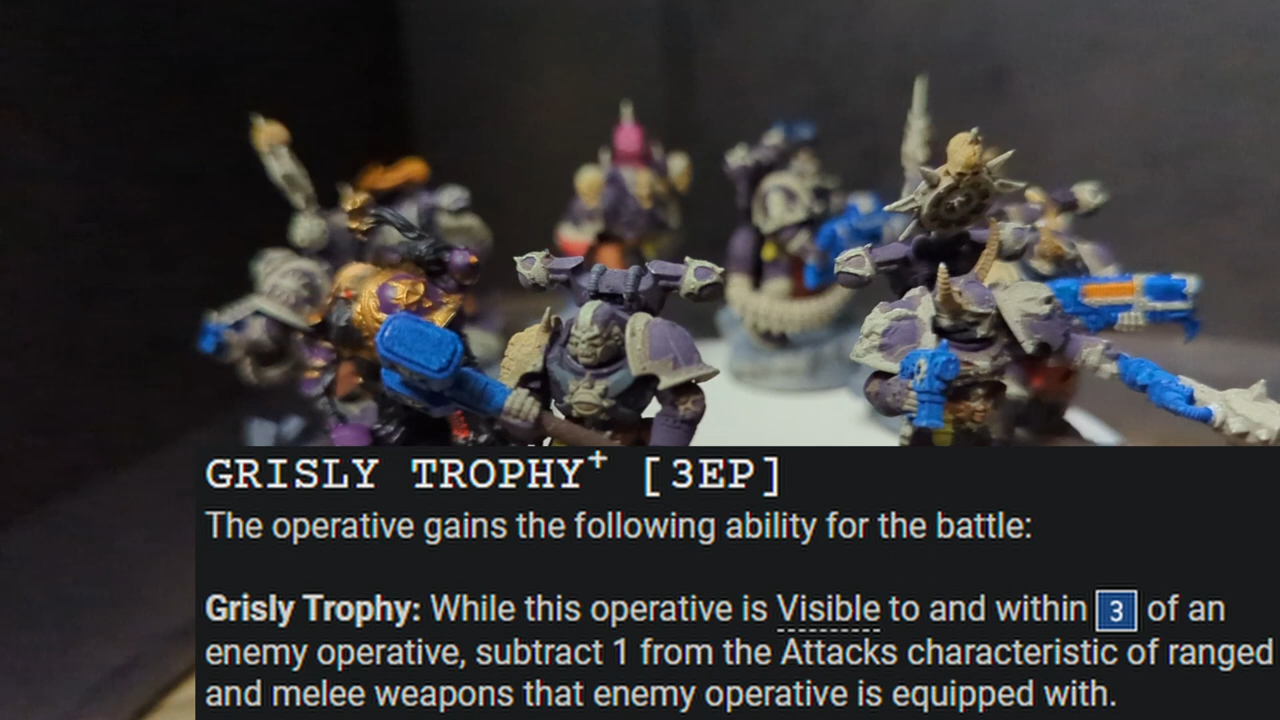 GRISLY TROPHY+ [3EP]
The operative gains the following ability for the battle:
Grisly Trophy: While this operative is Visible to and within 3 of an
enemy operative, subtract 1 from the Attacks characteristic of ranged
and melee weapons that enemy operative is equipped with.